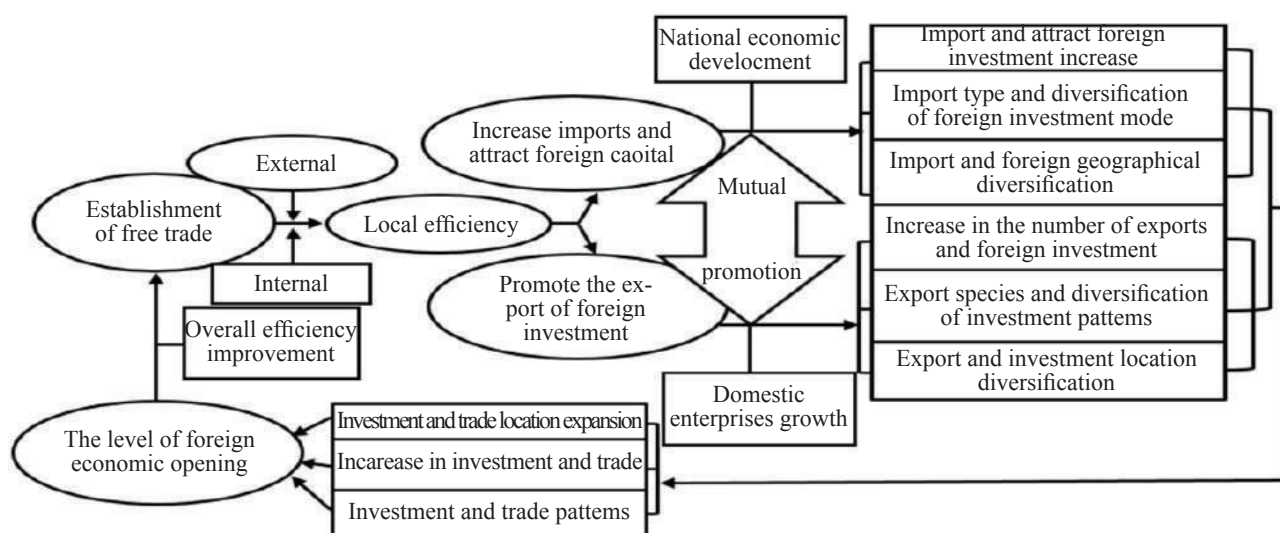 National economic
develocment
Import and attract foreign
investment increase
Import type and diversification
of foreign investment mode
Import and foreign geographical
diversification
Increase in the number of exports
and foreign investment
Export species and diversification
of investment pattems
Export and investment location
diversification
Increase imports and
attract foreign caoital
External
Establishment
of free trade
Local efficiency
Mutual
promotion
Internal
Promote the ex-
port of foreign
investment
Overall efficiency
improvement
Domestic
enterprises growth
The level of foreign
economic opening
Investment and trade location expansion
Incarease in investment and trade
Investment and trade pattems